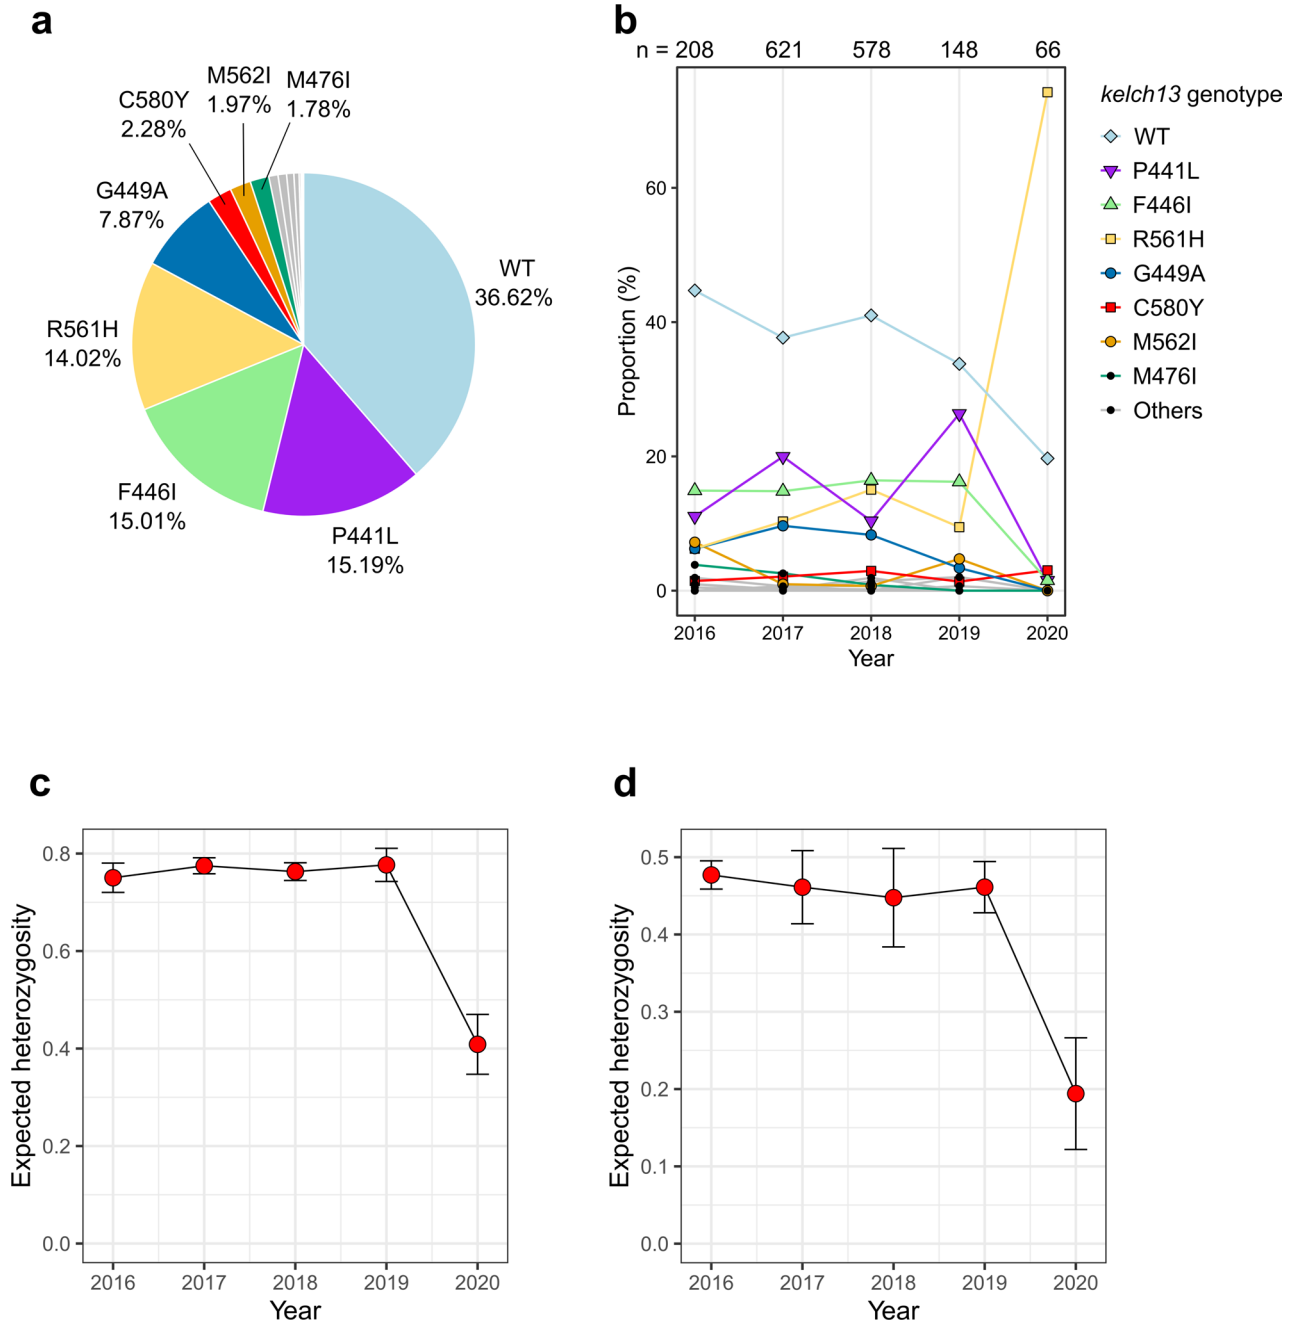 a
M562I
1.97%
M476I
1.78%
C580Y
2.28%
G449A
7.87%
WT
36.62%
R561H
14.02%
F446I
15.01%
P441L
15.19%
b
n = 208 621 578 148 66
60
40
20
0
Proportion (%)
2016 2017 2018 2019 2020
Year
kelch13 genotype
WT
P441L
F446I
R561H
G449A
C580Y
M562I
M476I
Others
c
0.8
0.6
0.4
0.2
0.0
Expected heterozygosity
2016 2017 2018 2019 2020
Year
d
0.5
0.4
0.3
0.2
0.1
0.0
Expected heterozygosity
2016 2017 2018 2019 2020
Year